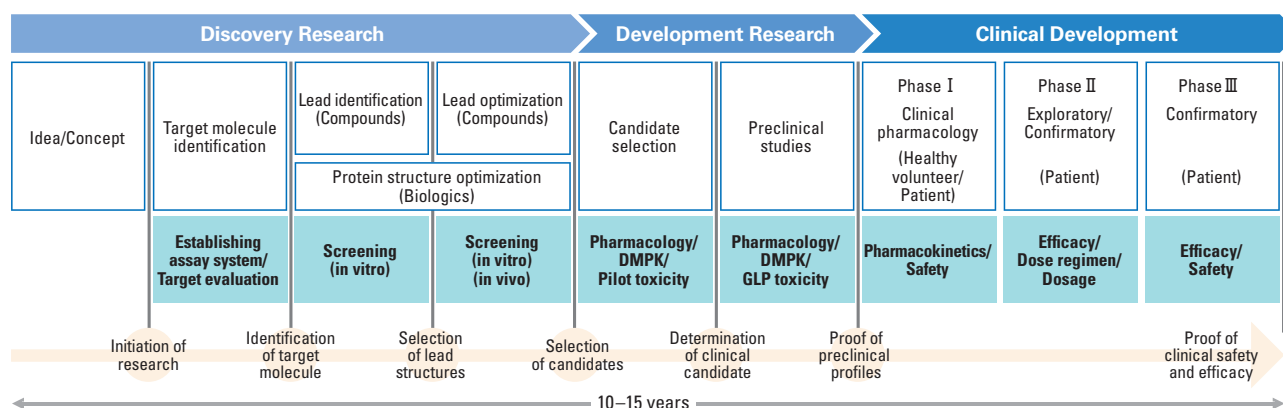 Discovery Research
Development Research
Clinical Development
Idea/Concept
Target molecule
identification
Lead identification
(Compounds)
Lead optimization
(Compounds)
Protein structure optimization
(Biologics)
Candidate
selection
Preclinical
studies
Phase Ⅰ
Clinical
pharmacology
(Healthy
volunteer/
Patient)
Phase Ⅱ
Exploratory/
Confirmatory
(Patient)
Phase Ⅲ
Confirmatory
(Patient)
Establishing
assay system/
Target evaluation
Screening
(in vitro)
Screening
(in vitro)
(in vivo)
Pharmacology/
DMPK/
Pilot toxicity
Pharmacology/
DMPK/
GLP toxicity
Pharmacokinetics/
Safety
Efficacy/
Dose regimen/
Dosage
Efficacy/
Safety
Initiation of
research
Identification
of target
molecule
Selection
of lead
structures
Selection
of candidates
Determination
of clinical
candidate
Proof of
preclinical
profiles
Proof of
clinical safety
and efficacy
10–15 years